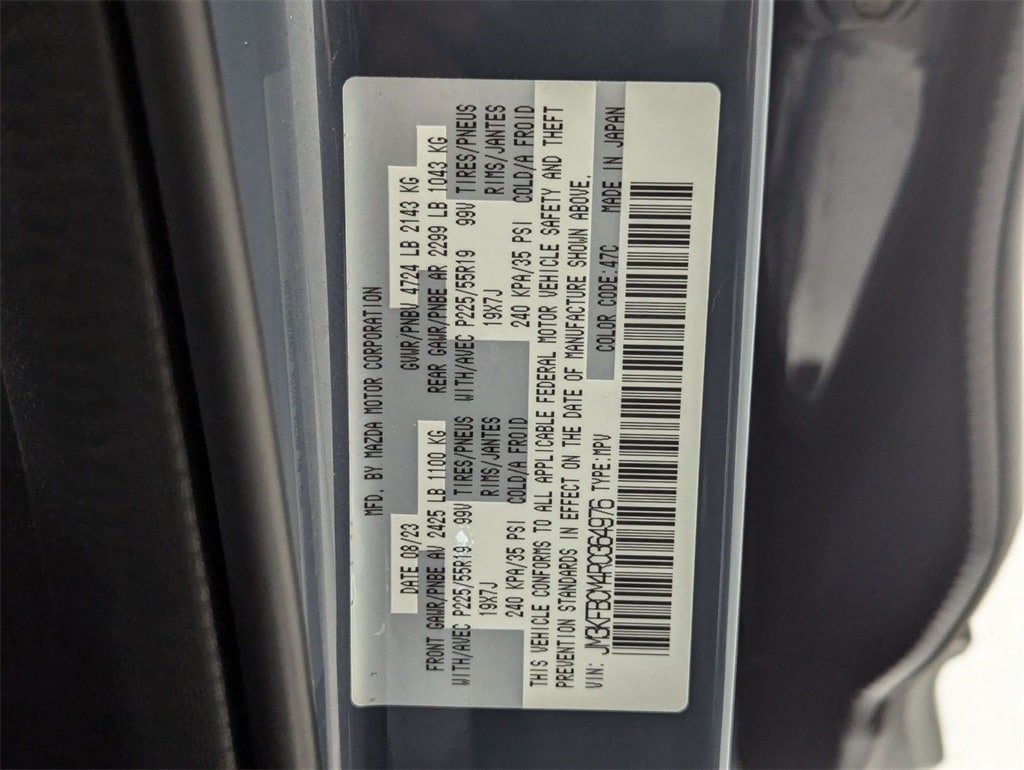 MFD. BY MAZDA MOTOR CORPORATION
DATE 08/23 GVWR/PNBV 4724 LB 2143 KG
FRONT GAWR/PNBE AV 2425 LB 1100 KG REAR GAWR/PNBE AR 2299 LB 1043 KG
WITH/AVEC P225/55R19 99V TIRES/PNEUS WITH/AVEC P225/55R19 99V TIRES/PNEUS
19X7J RIMS/JANTES 19X7J RIMS/JANTES
240 KPA/35 PSI COLD/A FROID 240 KPA/35 PSI COLD/A FROID
THIS VEHICLE CONFORMS TO ALL APPLICABLE FEDERAL MOTOR VEHICLE SAFETY AND THEFT
PREVENTION STANDARDS IN EFFECT ON THE DATE OF MANUFACTURE SHOWN ABOVE.
VIN: JM3KFBCM4R0364976 TYPE:MPV COLOR CODE:47C MADE IN JAPAN